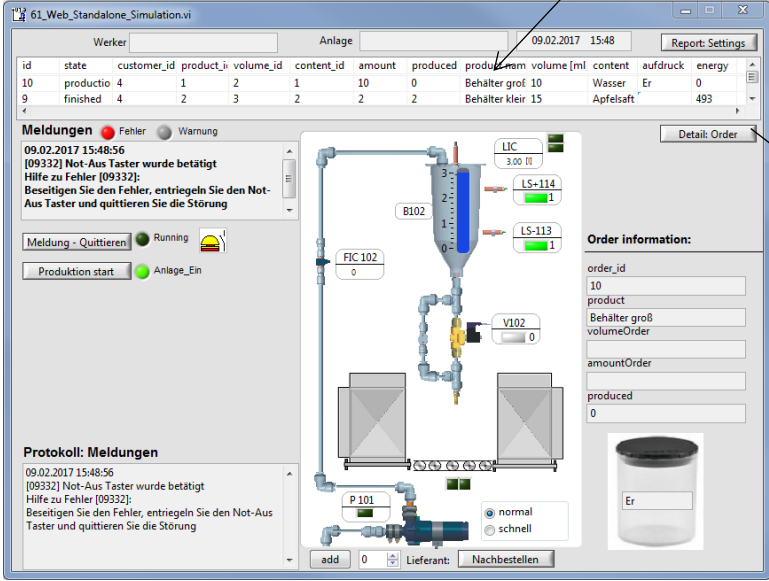 61_Web_Standalone_Simulation.vi
Werker Anlage 09.02.2017 15:48 Report: Settings
id state customer_id product_i volume_id content_id amount produced product nam volume [ml content aufdruck energy
10 productio 4 1 2 1 10 0 Behälter groß 10 Wasser Er 0
9 finished 4 2 3 2 2 2 Behälter klein 15 Apfelsaft 493
Meldungen Fehler Warnung
Detail: Order
09.02.2017 15:48:56
[09332] Not-Aus Taster wurde betätigt
Hilfe zu Fehler [09332]:
Beseitigen Sie den Fehler, entriegeln Sie den Not-
Aus Taster und quittieren Sie die Störung
Meldung - Quittieren Running
Produktion start Anlage_Ein
LIC
3.00 [l]
3
2
1
0
LS+114
1
B102
LS-113
1
FIC 102
0
V102
0
P 101
normal
schnell
add 0 Lieferant: Nachbestellen
Order information:
order_id
10
product
Behälter groß
volumeOrder
amountOrder
produced
0
Er
Protokoll: Meldungen
09.02.2017 15:48:56
[09332] Not-Aus Taster wurde betätigt
Hilfe zu Fehler [09332]:
Beseitigen Sie den Fehler, entriegeln Sie den Not-Aus
Taster und quittieren Sie die Störung